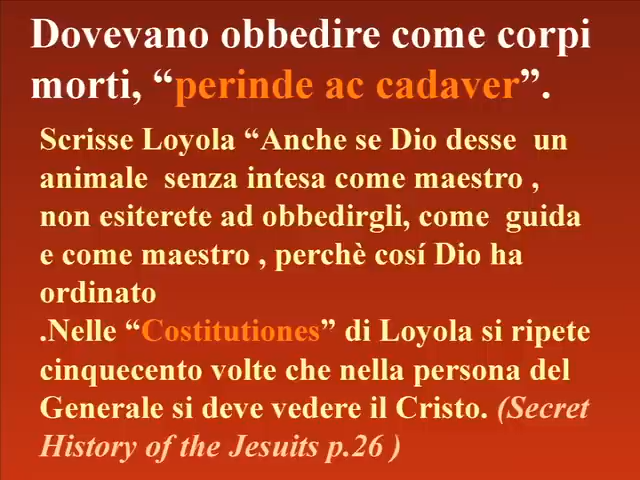 Dovevano obbedire come corpi
morti, “perinde ac cadaver”.
Scrisse Loyola “Anche se Dio desse un
animale senza intesa come maestro ,
non esiterete ad obbedirgli, come guida
e come maestro , perchè cosí Dio ha
ordinato
.Nelle “Costitutiones” di Loyola si ripete
cinquecento volte che nella persona del
Generale si deve vedere il Cristo. (Secret
History of the Jesuits p.26 )